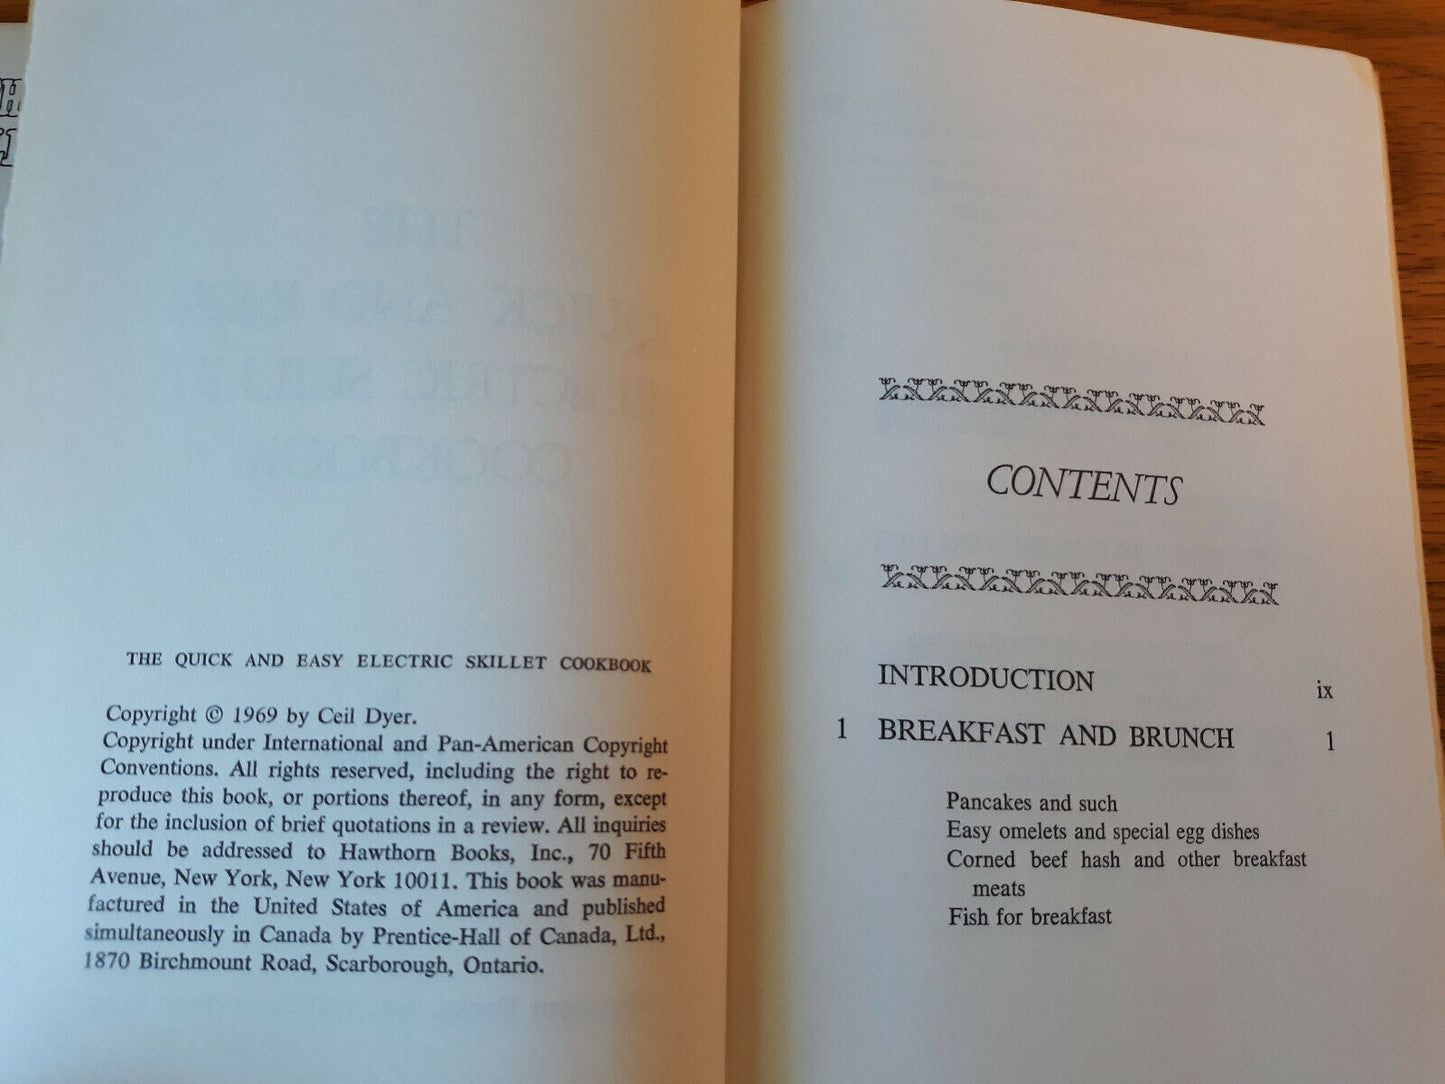 THE QUICK AND EASY ELECTRIC SKILLET COOKBOOK
Copyright © 1969 by Ceil Dyer.
Copyright under International and Pan-American Copyright
Conventions. All rights reserved, including the right to re-
produce this book, or portions thereof, in any form, except
for the inclusion of brief quotations in a review. All inquiries
should be addressed to Hawthorn Books, Inc., 70 Fifth
Avenue, New York, New York 10011. This book was manu-
factured in the United States of America and published
simultaneously in Canada by Prentice-Hall of Canada, Ltd.,
1870 Birchmount Road, Scarborough, Ontario.
CONTENTS
INTRODUCTION ix
1 BREAKFAST AND BRUNCH 1
Pancakes and such
Easy omelets and special egg dishes
Corned beef hash and other breakfast
meats
Fish for breakfast